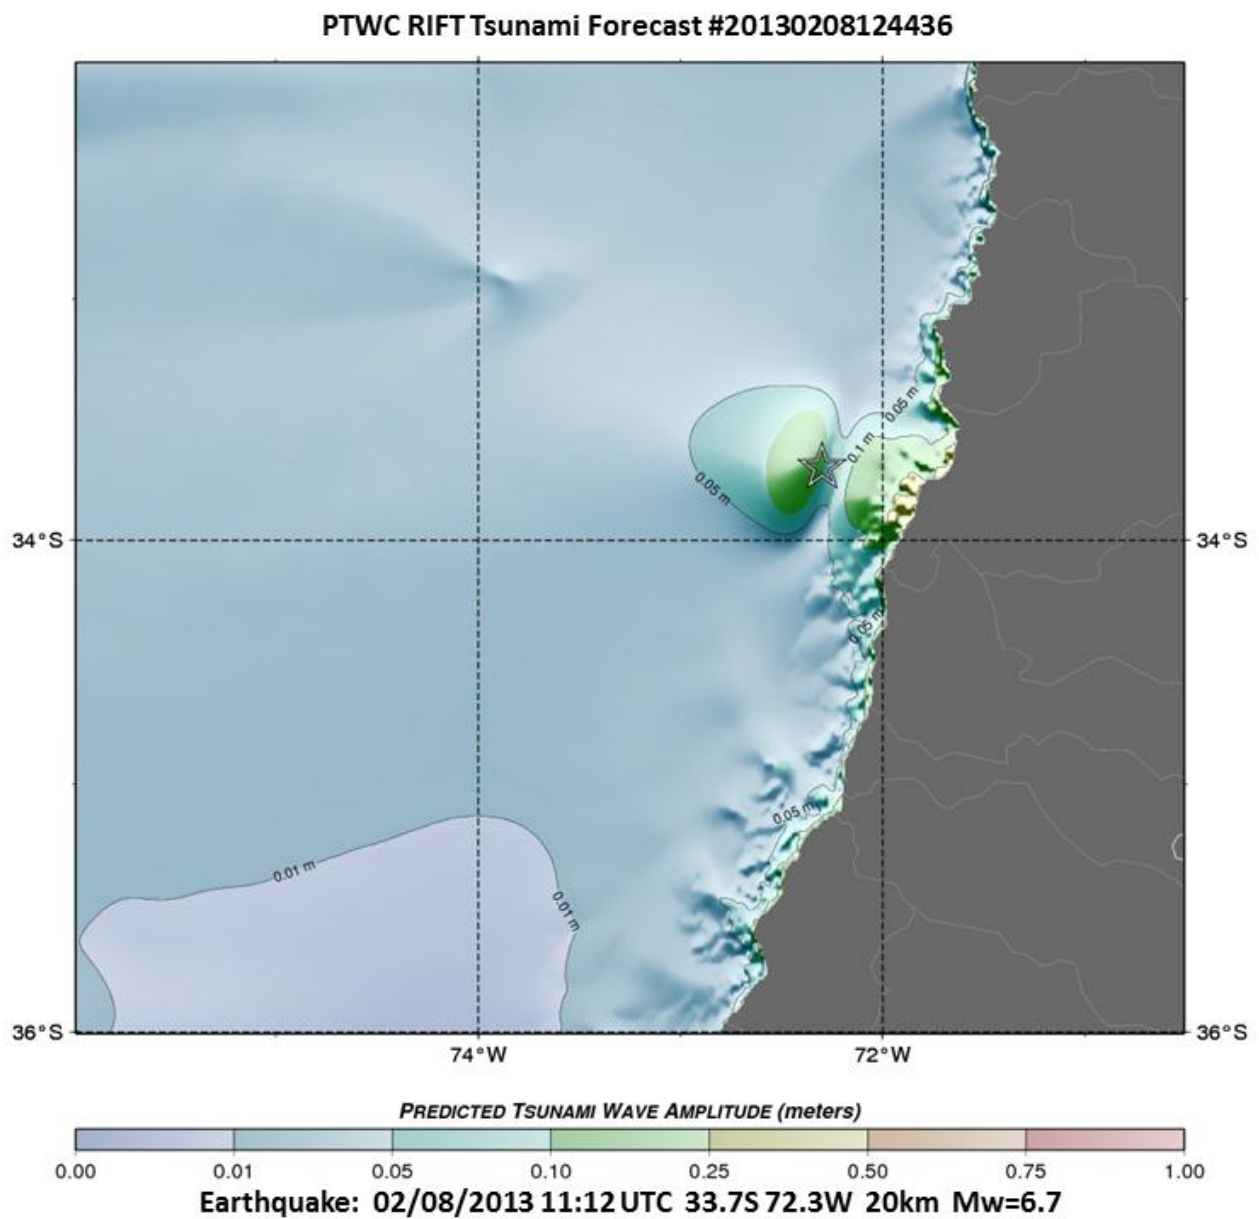 PTWC RIFT Tsunami Forecast #20130208124436
0.05 m
0.1 m
0.05 m
34°S
34°S
0.05 m
0.05 m
0.01 m
0.01 m
36°S
36°S
74°W
72°W
PREDICTED TSUNAMI WAVE AMPLITUDE (meters)
0.00 0.01 0.05 0.10 0.25 0.50 0.75 1.00
Earthquake: 02/08/2013 11:12 UTC 33.7S 72.3W 20km Mw=6.7